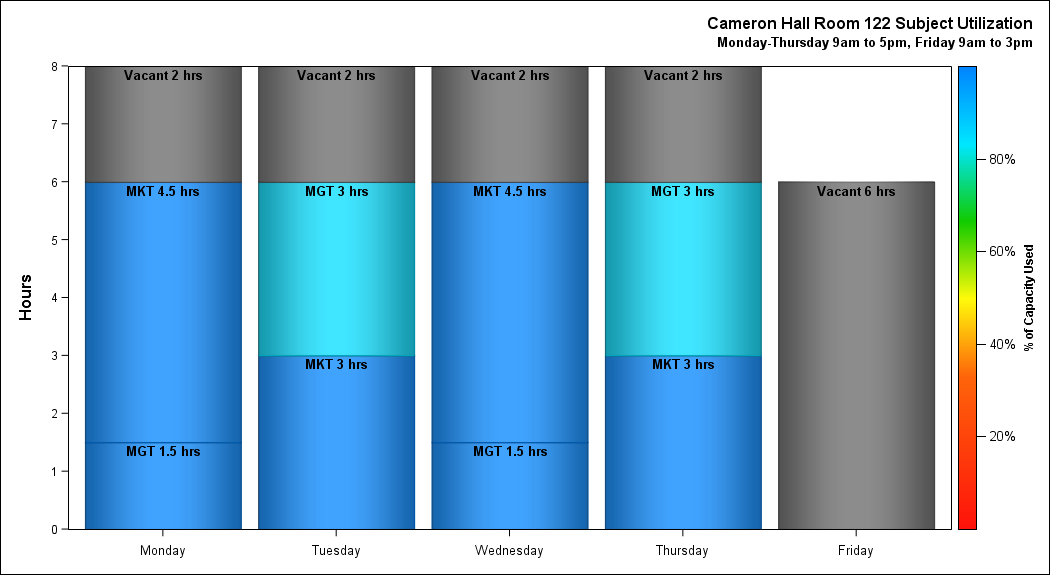 Cameron Hall Room 122 Subject Utilization
Monday-Thursday 9am to 5pm, Friday 9am to 3pm
Hours
8
7
6
5
4
3
2
1
0
Vacant 2 hrs
MKT 4.5 hrs
MGT 1.5 hrs
Vacant 2 hrs
MGT 3 hrs
MKT 3 hrs
Vacant 2 hrs
MKT 4.5 hrs
MGT 1.5 hrs
Vacant 2 hrs
MGT 3 hrs
MKT 3 hrs
Vacant 6 hrs
Monday
Tuesday
Wednesday
Thursday
Friday
80%
60%
40%
20%
% of Capacity Used